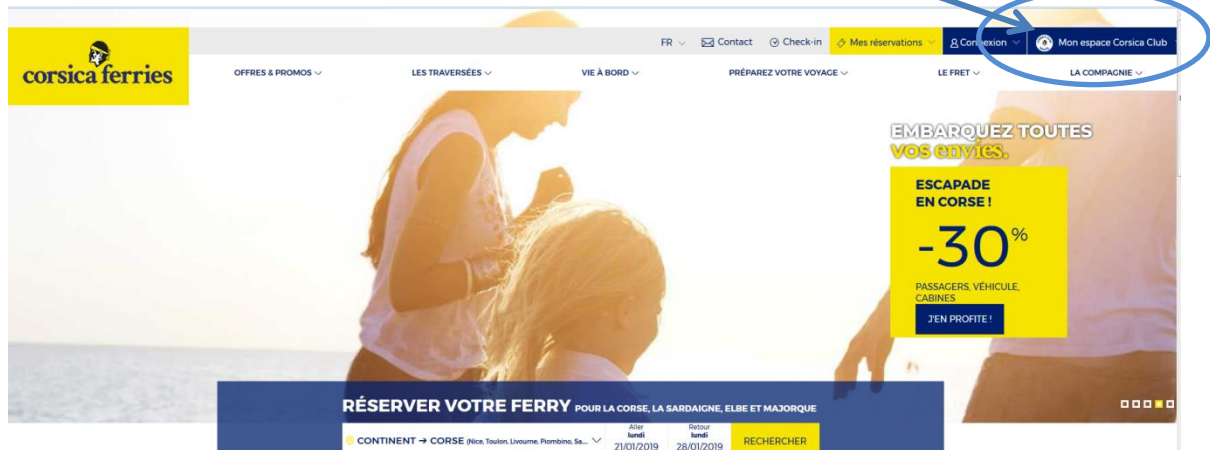 FR Contact Check-in Mes réservations Connexion Mon espace Corsica Club
corsica ferries
OFFRES & PROMOS LES TRAVERSÉES VIE À BORD PRÉPAREZ VOTRE VOYAGE LE FRET LA COMPAGNIE
EMBARQUEZ TOUTES
VOS envies.
ESCAPADE
EN CORSE !
-30%
PASSAGERS, VÉHICULE,
CABINES
J'EN PROFITE !
RÉSERVER VOTRE FERRY POUR LA CORSE, LA SARDAIGNE, ELBE ET MAJORQUE
Aller Retour
CONTINENT → CORSE (Nice, Toulon, Livourne, Piombino, Sa... lundi lundi RECHERCHER
21/01/2019 28/01/2019